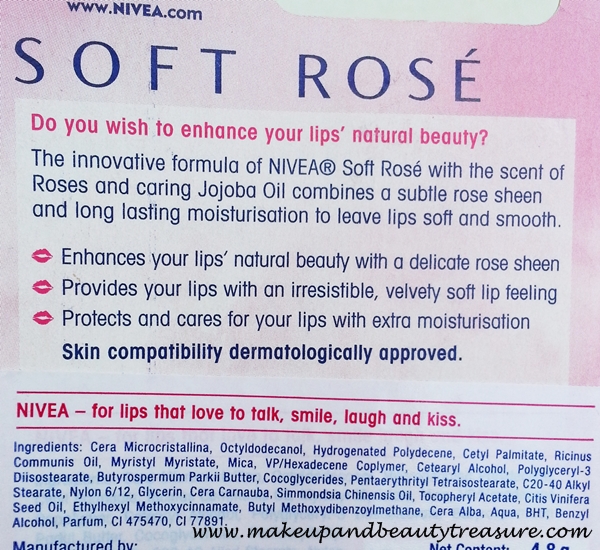 www.NIVEA.com
SOFT ROSÉ
Do you wish to enhance your lips' natural beauty?
The innovative formula of NIVEA® Soft Rosé with the scent of
Roses and caring Jojoba Oil combines a subtle rose sheen
and long lasting moisturisation to leave lips soft and smooth.
Enhances your lips' natural beauty with a delicate rose sheen
Provides your lips with an irresistible, velvety soft lip feeling
Protects and cares for your lips with extra moisturisation
Skin compatibility dermatologically approved.
NIVEA – for lips that love to talk, smile, laugh and kiss.
Ingredients: Cera Microcristallina, Octyldodecanol, Hydrogenated Polydecene, Cetyl Palmitate, Ricinus
Communis Oil, Myristyl Myristate, Mica, VP/Hexadecene Coplymer, Cetearyl Alcohol, Polyglyceryl-3
Diisostearate, Butyrospermum Parkii Butter, Cocoglycerides, Pentaerythrityl Tetraisostearate, C20-40 Alkyl
Stearate, Nylon 6/12, Glycerin, Cera Carnauba, Simmondsia Chinensis Oil, Tocopheryl Acetate, Citis Vinifera
Seed Oil, Ethylhexyl Methoxycinnamate, Butyl Methoxydibenzoylmethane, Cera Alba, Aqua, BHT, Benzyl
Alcohol, Parfum, CI 475470, CI 77891.
www.makeupandbeautytreasure.com
Manufactured by: Net Content: 4.8 g